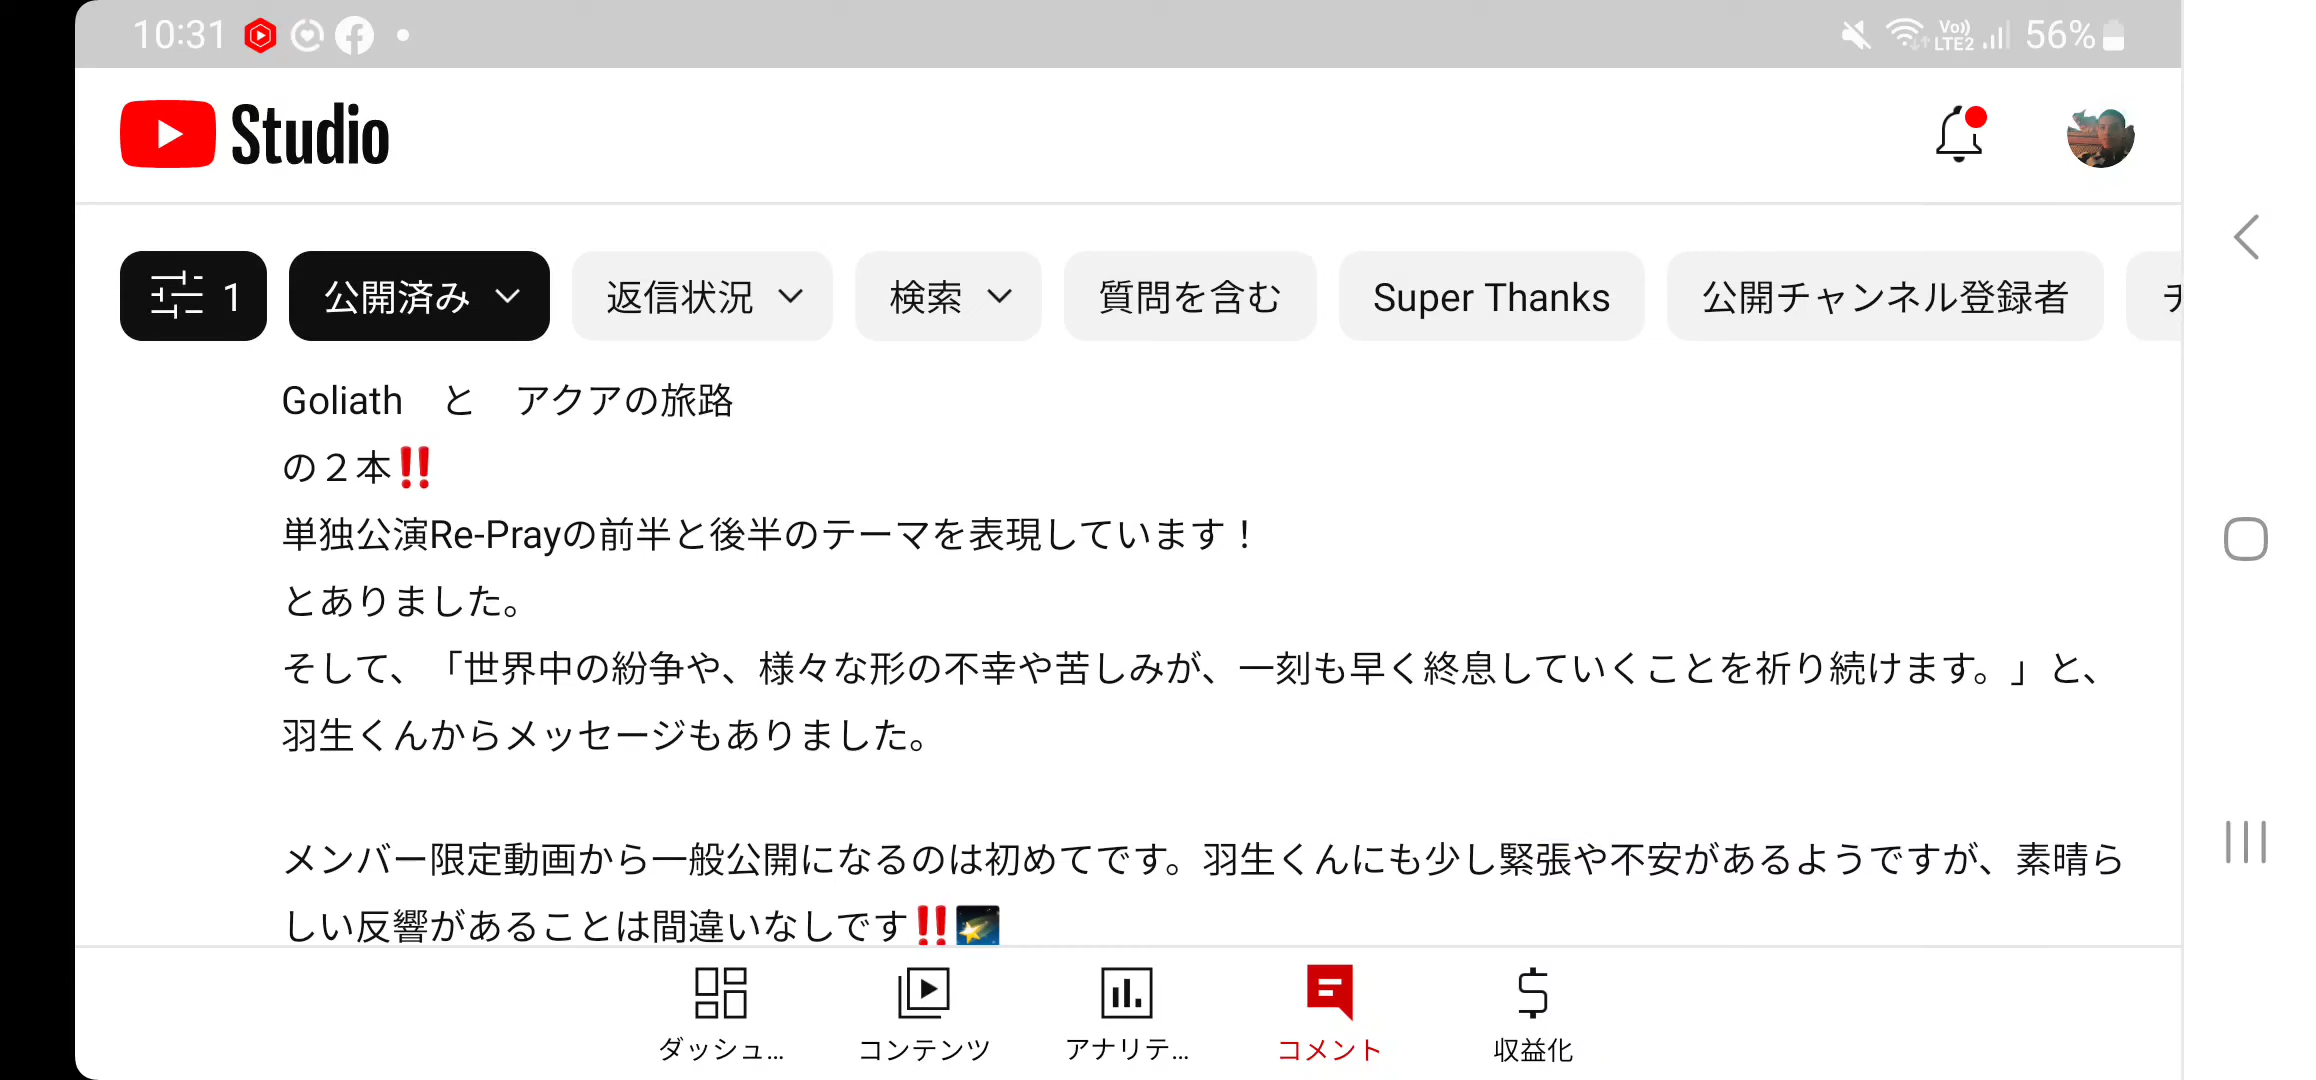 10:31
Vo)) LTE2 56%
Studio
1 公開済み 返信状況 検索 質問を含む Super Thanks 公開チャンネル登録者
Goliath　と　アクアの旅路
の２本‼️
単独公演Re-Prayの前半と後半のテーマを表現しています！
とありました。
そして、「世界中の紛争や、様々な形の不幸や苦しみが、一刻も早く終息していくことを祈り続けます。」と、
羽生くんからメッセージもありました。
メンバー限定動画から一般公開になるのは初めてです。羽生くんにも少し緊張や不安があるようですが、素晴ら
しい反響があることは間違いなしです‼️🌠
ダッシュ... コンテンツ アナリテ... コメント 収益化